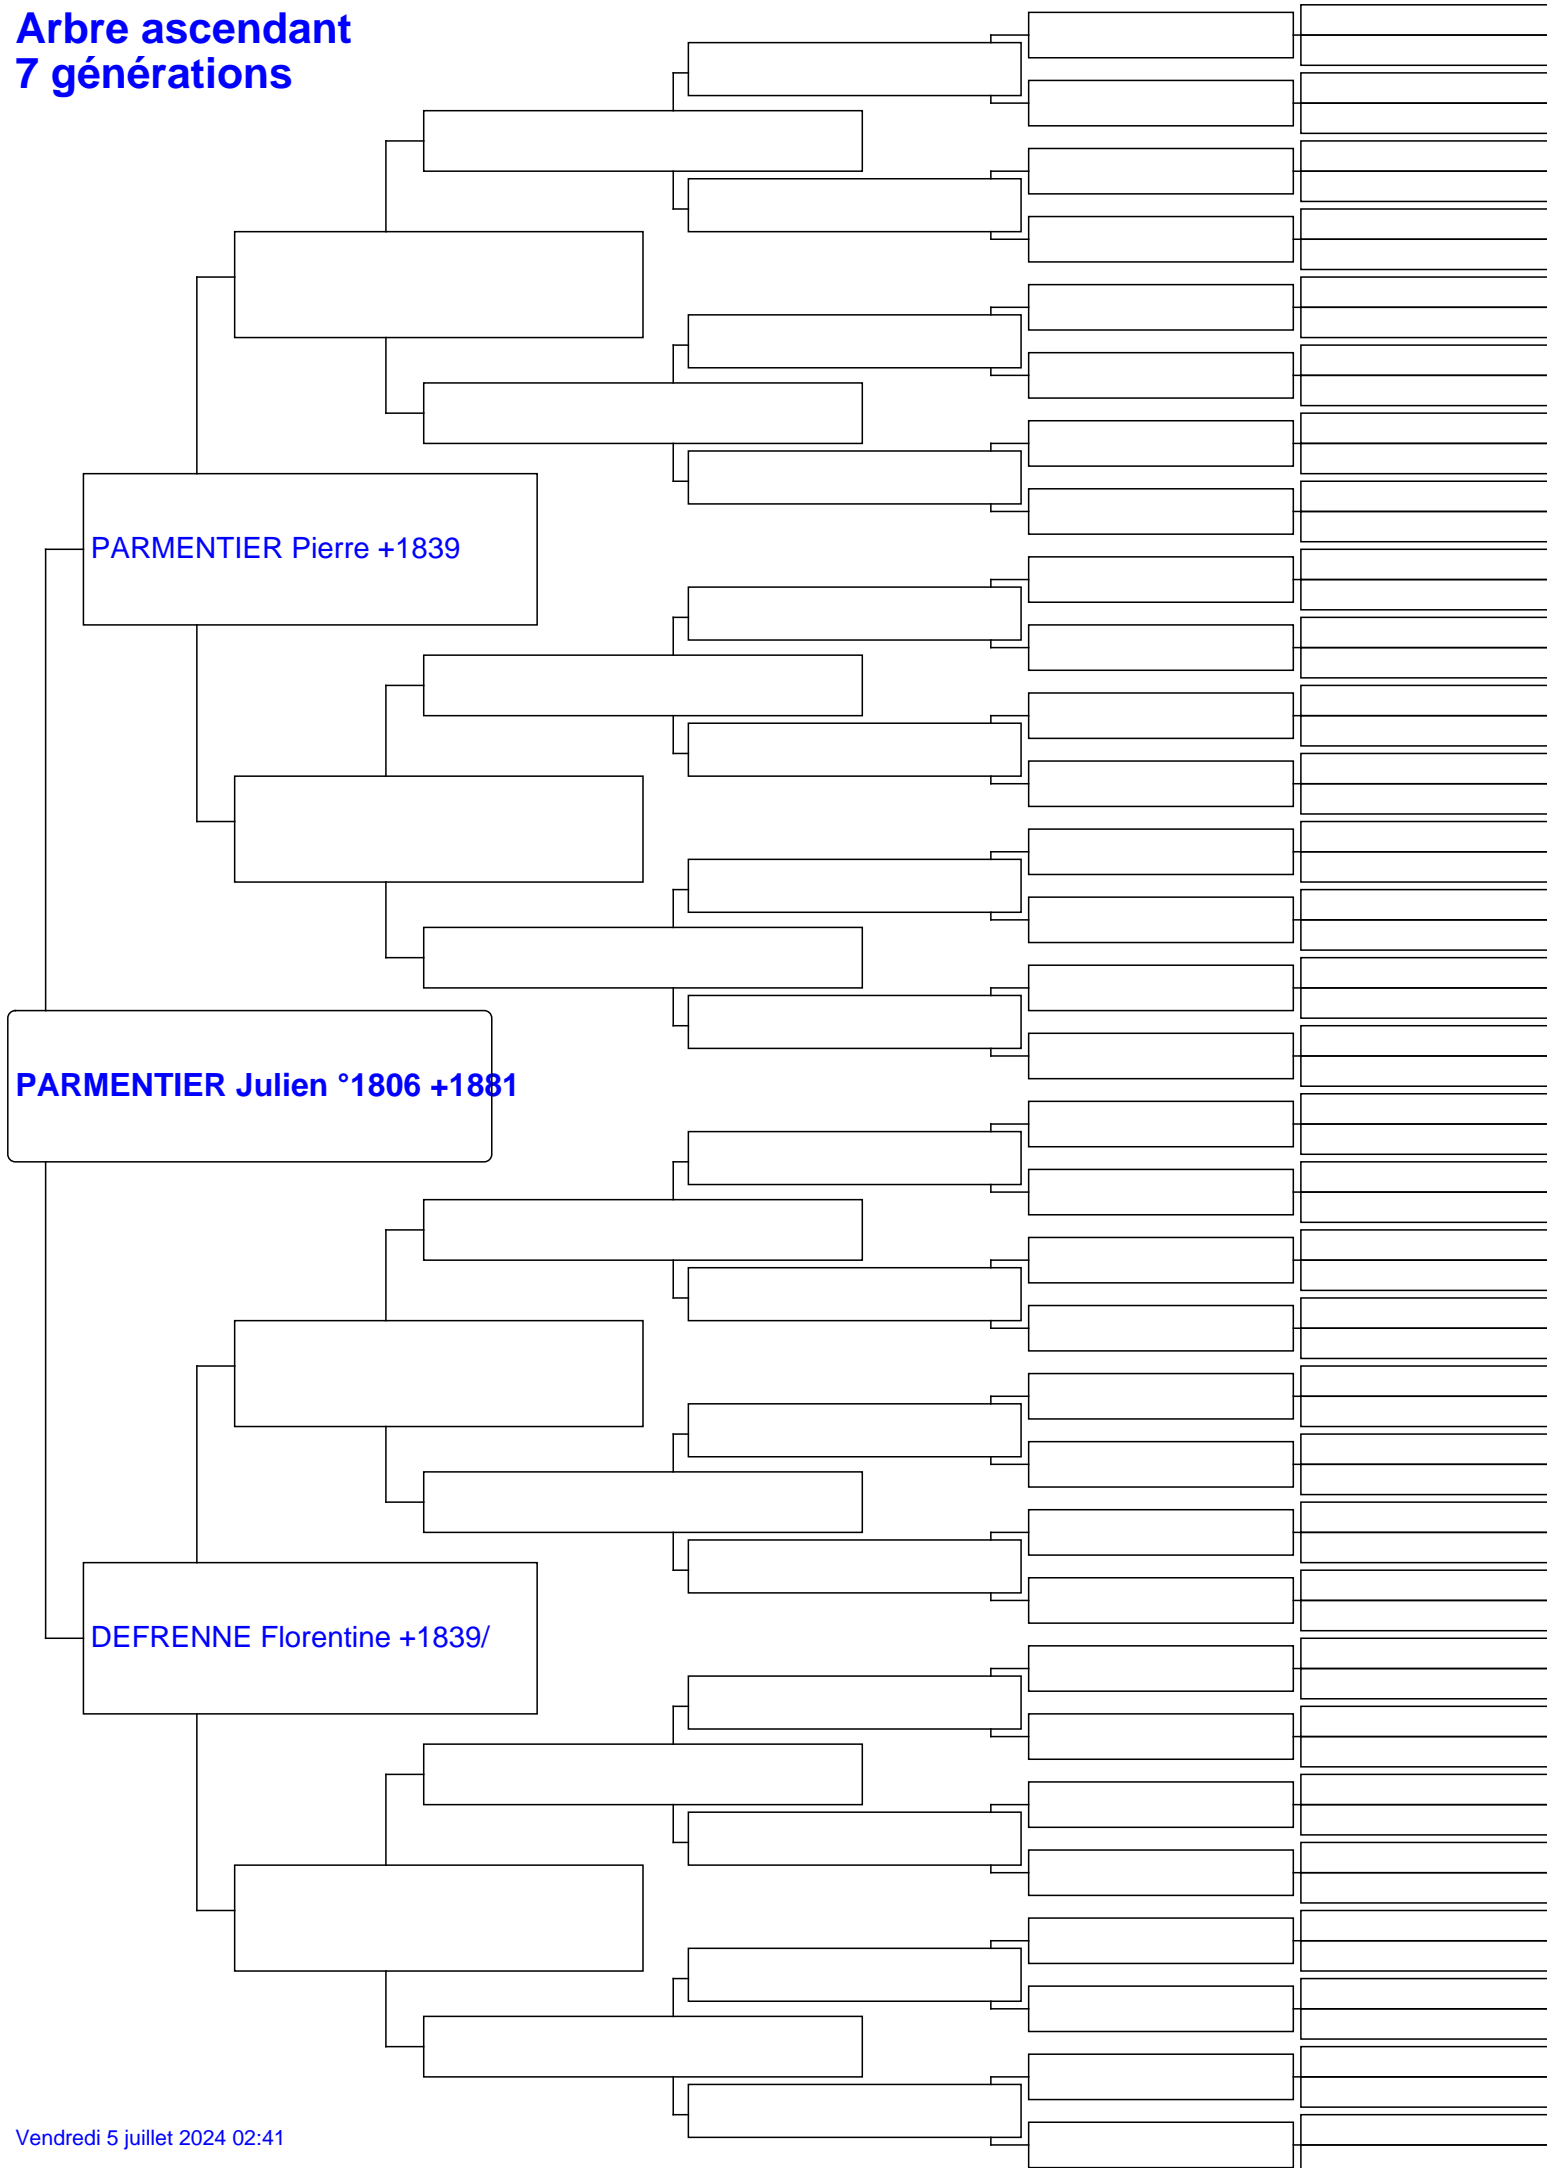 Arbre ascendant
7 générations
PARMENTIER Pierre +1839
PARMENTIER Julien °1806 +1881
DEFRENNE Florentine +1839/
Vendredi 5 juillet 2024 02:41